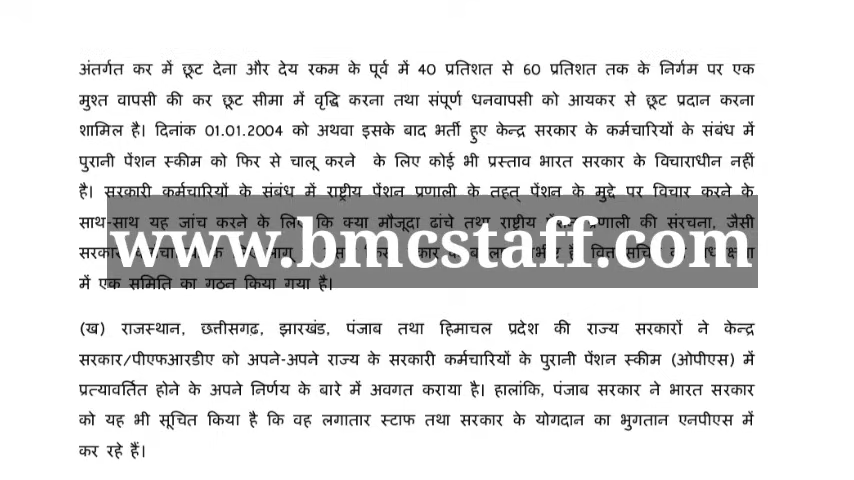 अंतर्गत कर में छूट देना और देय रकम के पूर्व में 40 प्रतिशत से 60 प्रतिशत तक के निर्गम पर एक
मुश्त वापसी की कर छूट सीमा में वृद्धि करना तथा संपूर्ण धनवापसी को आयकर से छूट प्रदान करना
शामिल है। दिनांक 01.01.2004 को अथवा इसके बाद भर्ती हुए केन्द्र सरकार के कर्मचारियों के संबंध में
पुरानी पेंशन स्कीम को फिर से चालू करने के लिए कोई भी प्रस्ताव भारत सरकार के विचाराधीन नहीं
है। सरकारी कर्मचारियों के संबंध में राष्ट्रीय पेंशन प्रणाली के तहत् पेंशन के मुद्दे पर विचार करने के
साथ-साथ यह जांच करने के लिए कि क्या मौजूदा ढांचे तथा राष्ट्रीय पेंशन प्रणाली की संरचना, जैसी
www.bmcstaff.com
सरकारी
में एक समिति का गठन किया गया है।
(ख) राजस्थान, छत्तीसगढ़, झारखंड, पंजाब तथा हिमाचल प्रदेश की राज्य सरकारों ने केन्द्र
सरकार/पीएफआरडीए को अपने-अपने राज्य के सरकारी कर्मचारियों के पुरानी पेंशन स्कीम (ओपीएस) में
प्रत्यावर्तित होने के अपने निर्णय के बारे में अवगत कराया है। हालांकि, पंजाब सरकार ने भारत सरकार
को यह भी सूचित किया है कि वह लगातार स्टाफ तथा सरकार के योगदान का भुगतान एनपीएस में
कर रहे हैं।